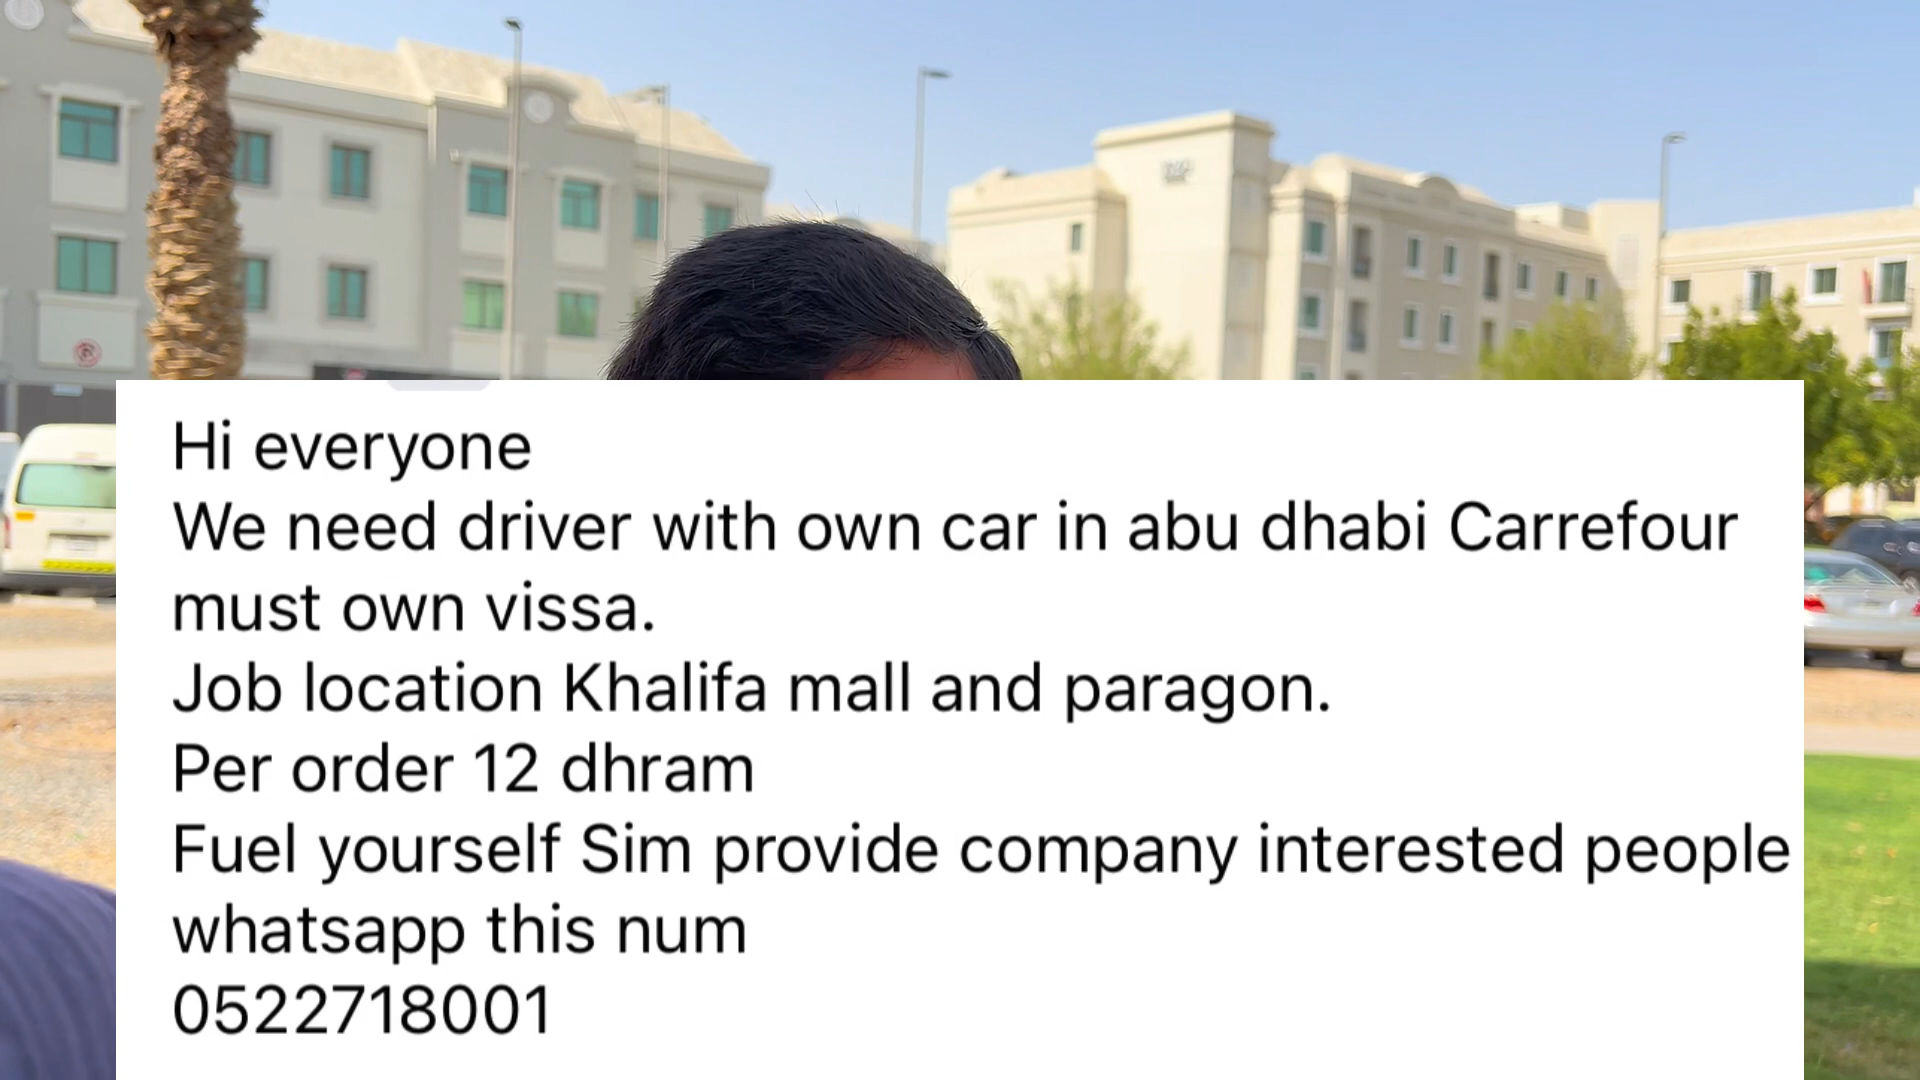 Hi everyone
We need driver with own car in abu dhabi Carrefour
must own vissa.
Job location Khalifa mall and paragon.
Per order 12 dhram
Fuel yourself Sim provide company interested people
whatsapp this num
0522718001